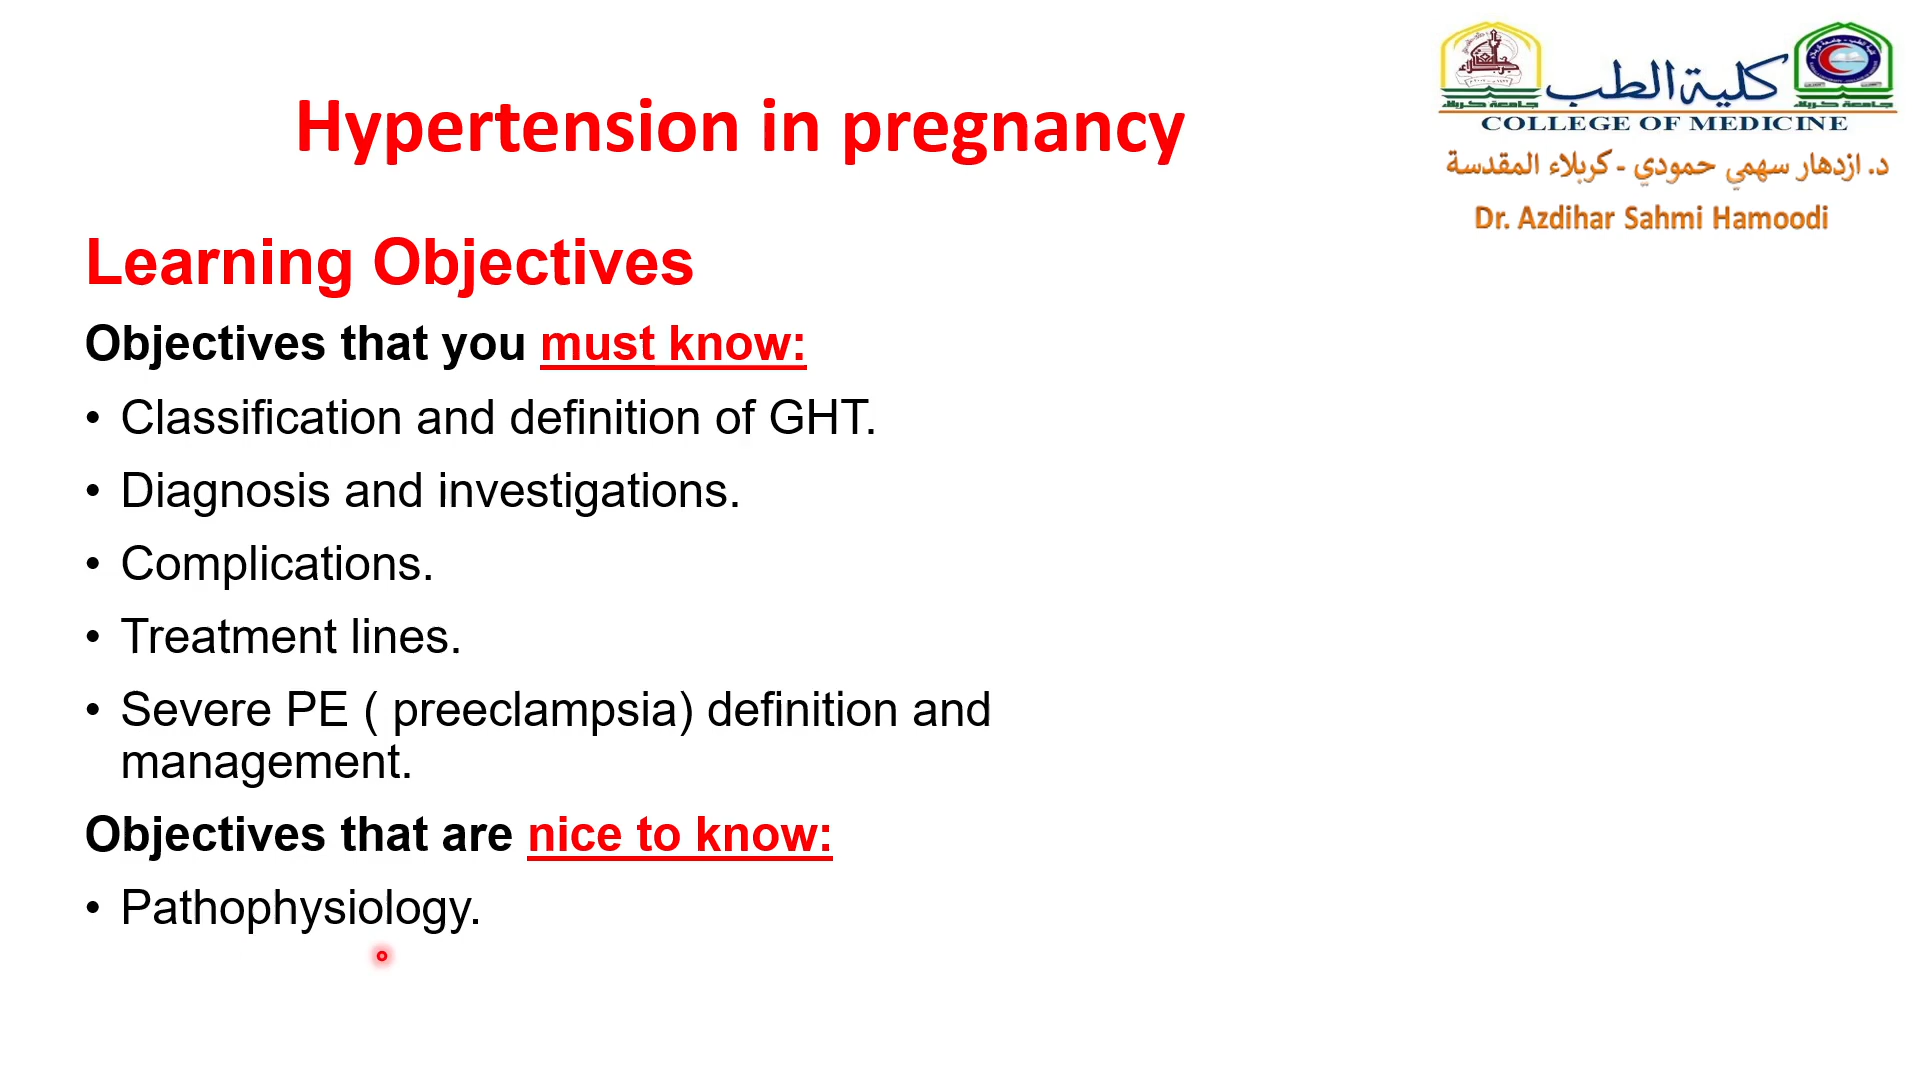 Hypertension in pregnancy
كلية الطب
جامعة كربلاء
COLLEGE OF MEDICINE
د. ازدهار سهمي حمودي - كربلاء المقدسة
Dr. Azdihar Sahmi Hamoodi
Learning Objectives
Objectives that you must know:
• Classification and definition of GHT.
• Diagnosis and investigations.
• Complications.
• Treatment lines.
• Severe PE ( preeclampsia) definition and
management.
Objectives that are nice to know:
• Pathophysiology.